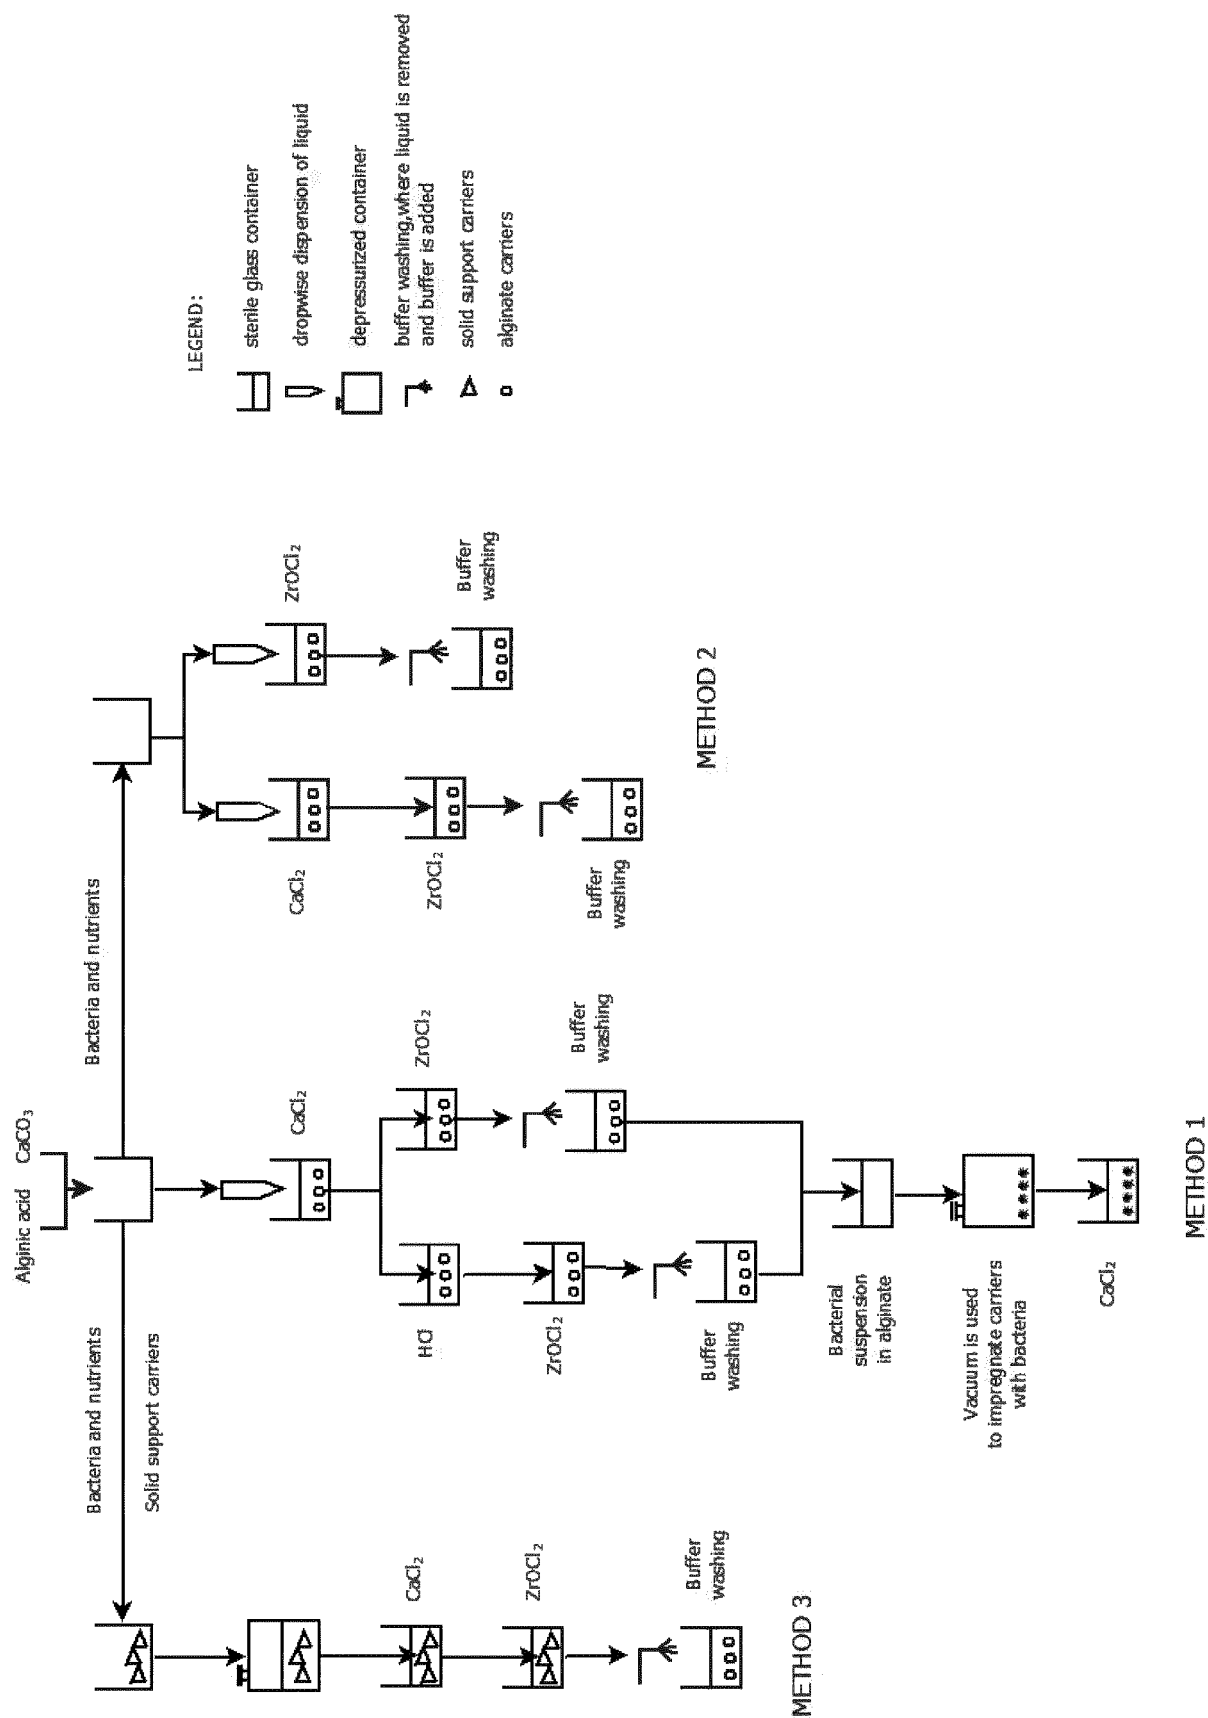 Alginic acid
CaCO₃
Bacteria and nutrients
Solid support carriers
Bacteria and nutrients
CaCl₂
ZrOCl₂
Buffer
washing
METHOD 3
CaCl₂
HCl
ZrOCl₂
Buffer
washing
ZrOCl₂
Buffer
washing
Bacterial
suspension
in alginate
Vacuum is used
to impregnate carriers
with bacteria
CaCl₂
METHOD 1
CaCl₂
ZrOCl₂
Buffer
washing
ZrOCl₂
Buffer
washing
METHOD 2
LEGEND:
sterile glass container
dropwise dispension of liquid
depressurized container
buffer washing,where liquid is removed
and buffer is added
solid support carriers
alginate carriers